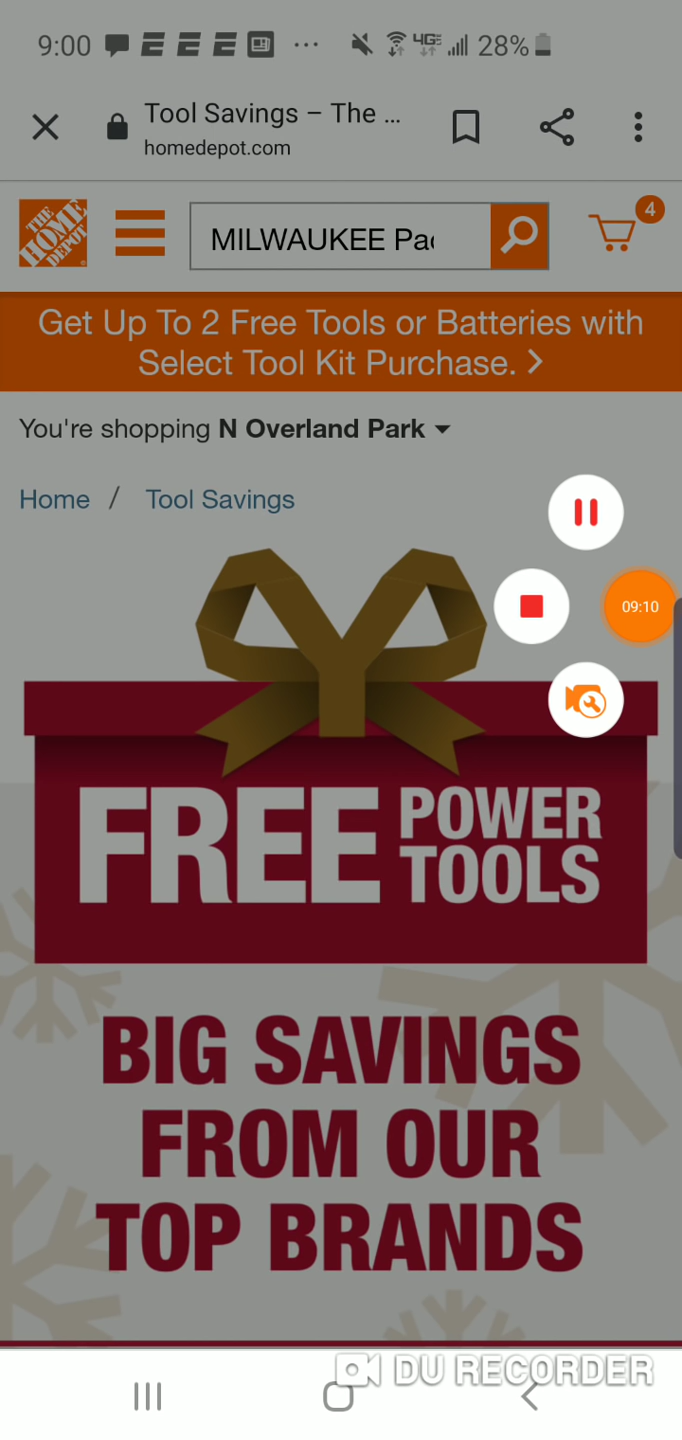 9:00 28%
Tool Savings – The ...
homedepot.com
THE HOME DEPOT
MILWAUKEE Pac
4
Get Up To 2 Free Tools or Batteries with
Select Tool Kit Purchase. >
You're shopping N Overland Park
Home / Tool Savings
09:10
FREE POWER TOOLS
BIG SAVINGS
FROM OUR
TOP BRANDS
DU RECORDER